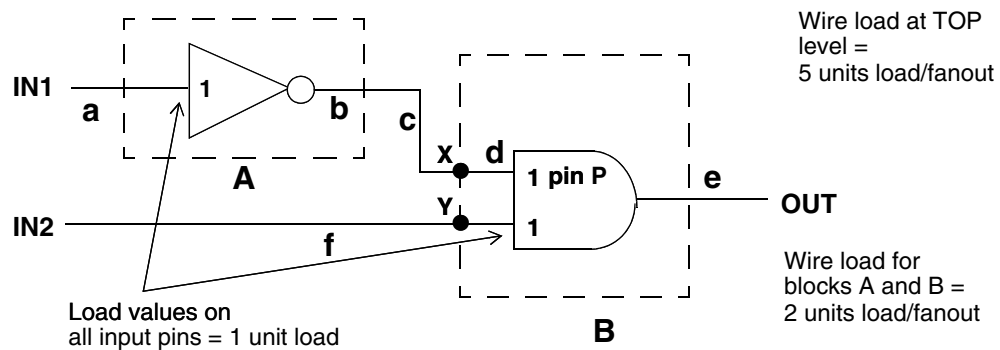 Wire load at TOP
level =
5 units load/fanout
IN1
a
1
b
c
A
X
d
1 pin P
e
OUT
Y
1
IN2
f
Wire load for
blocks A and B =
2 units load/fanout
Load values on
all input pins = 1 unit load
B